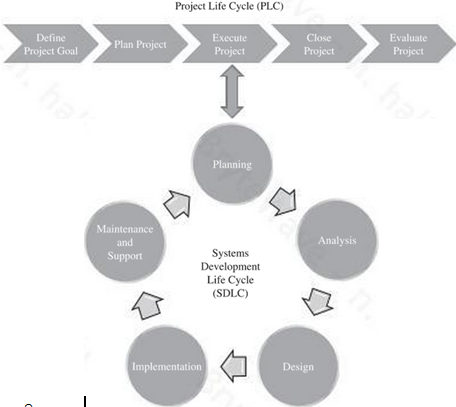 Project Life Cycle (PLC)
Define
Project Goal
Plan Project
Execute
Project
Close
Project
Evaluate
Project
Planning
Maintenance
and
Support
Analysis
Systems
Development
Life Cycle
(SDLC)
Implementation
Design